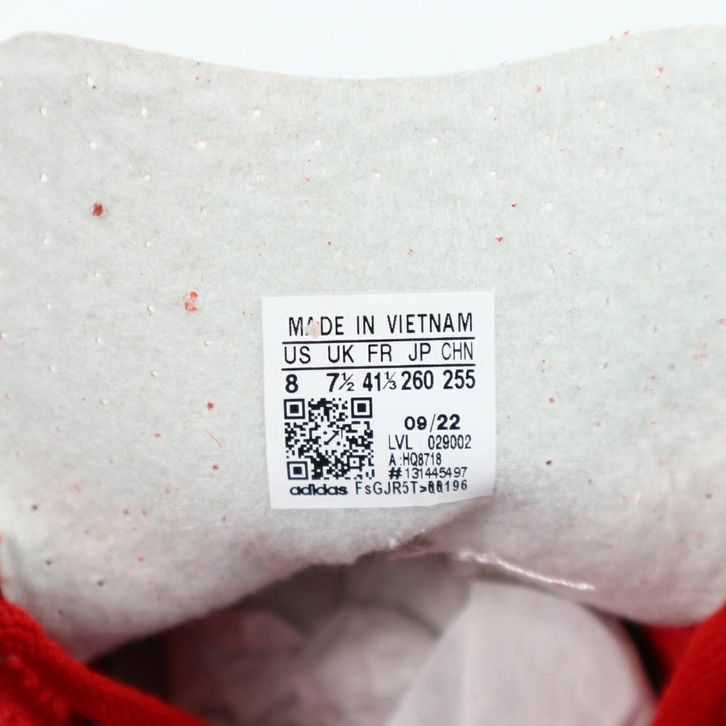 MADE IN VIETNAM
US UK FR JP CHN
8 7½ 41⅓ 260 255
09/22
LVL 029002
A:HQ8718
#131445497
adidas